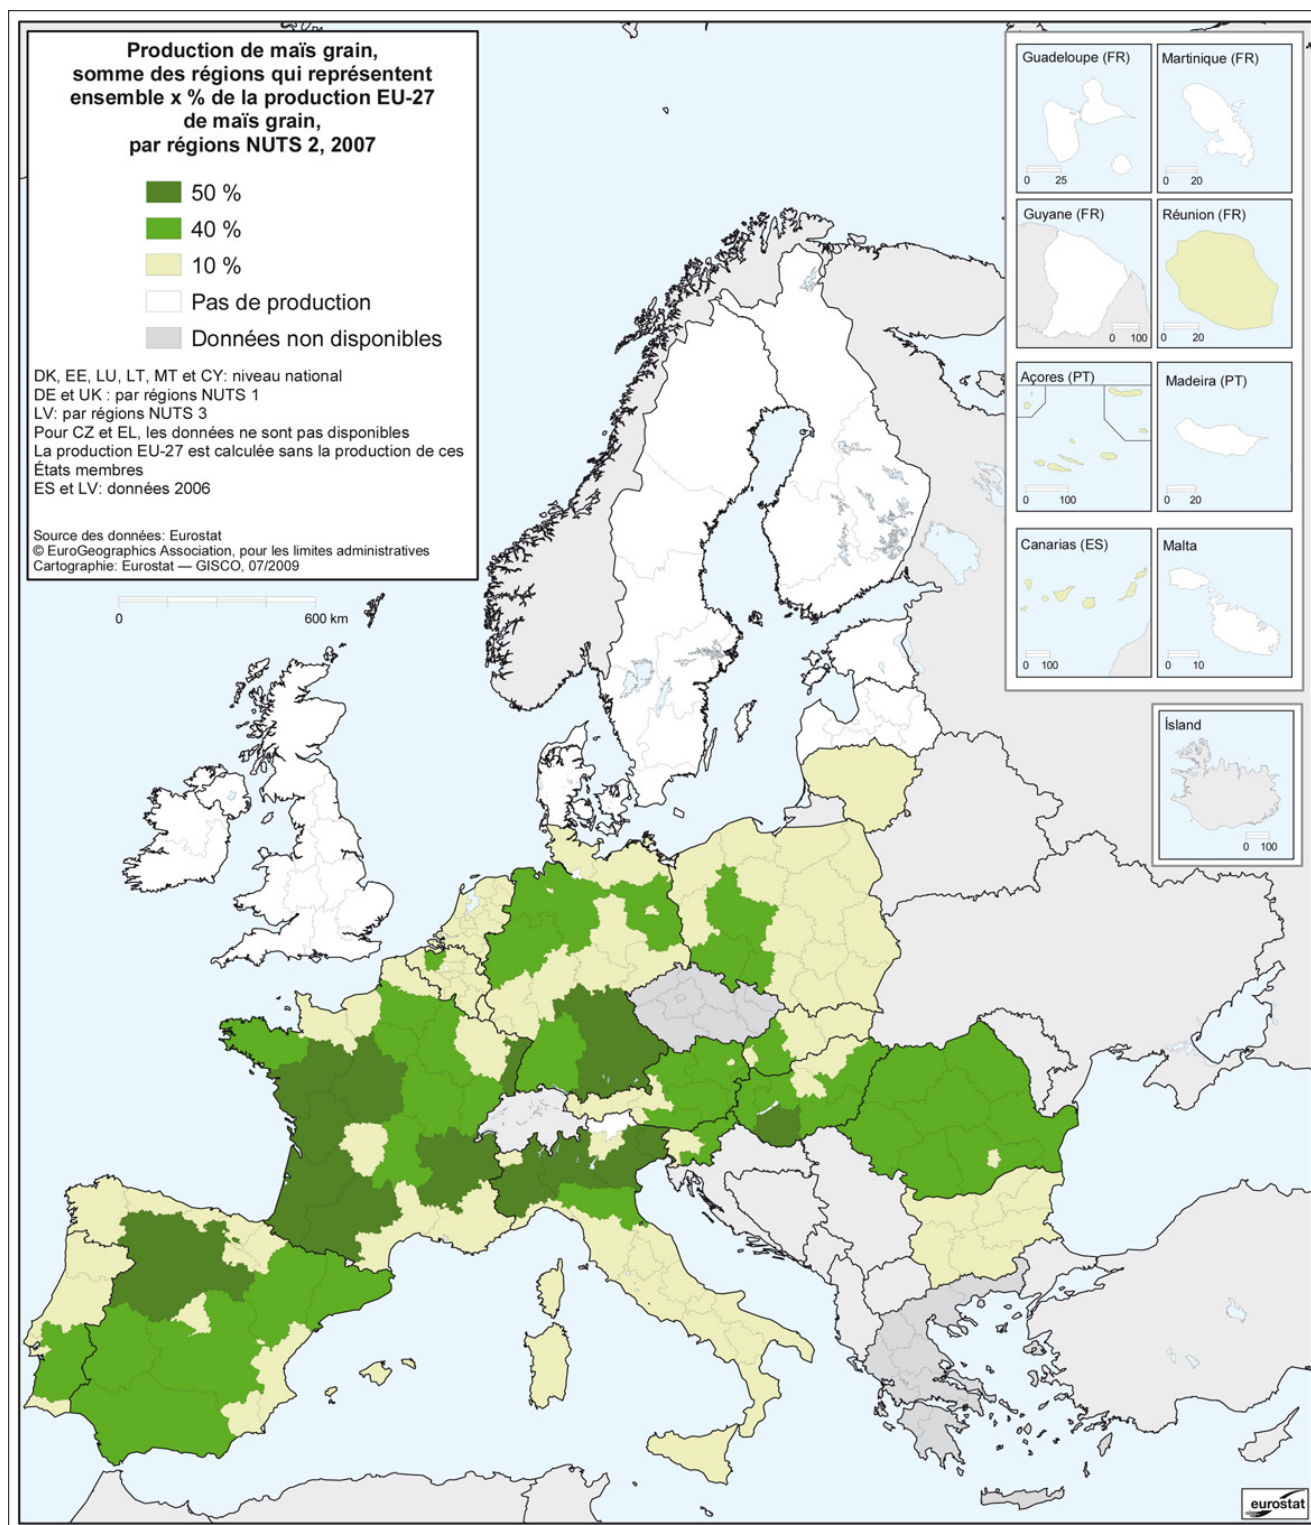 Production de maïs grain,
somme des régions qui représentent
ensemble x % de la production EU-27
de maïs grain,
par régions NUTS 2, 2007
50 %
40 %
10 %
Pas de production
Données non disponibles
DK, EE, LU, LT, MT et CY: niveau national
DE et UK : par régions NUTS 1
LV: par régions NUTS 3
Pour CZ et EL, les données ne sont pas disponibles
La production EU-27 est calculée sans la production de ces
États membres
ES et LV: données 2006
Source des données: Eurostat
© EuroGeographics Association, pour les limites administratives
Cartographie: Eurostat — GISCO, 07/2009
0 600 km
Guadeloupe (FR)
0 25
Martinique (FR)
0 20
Guyane (FR)
0 100
Réunion (FR)
0 20
Açores (PT)
0 100
Madeira (PT)
0 20
Canarias (ES)
0 100
Malta
0 10
Ísland
0 100
eurostat